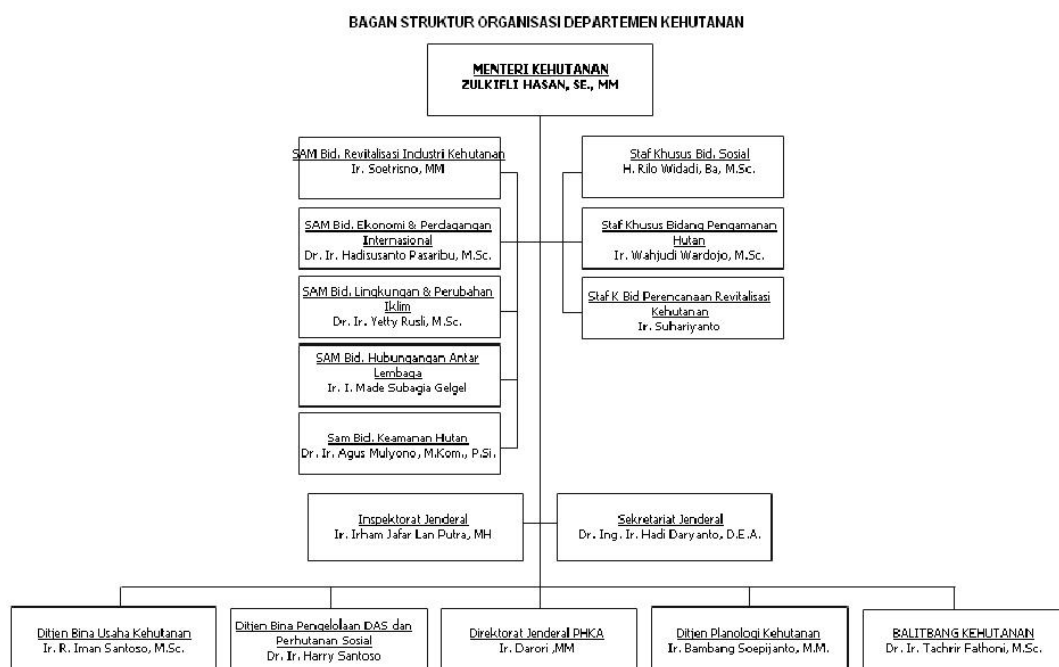 BAGAN STRUKTUR ORGANISASI DEPARTEMEN KEHUTANAN
MENTERI KEHUTANAN
ZULKIFLI HASAN, SE., MM
SAM Bid. Revitalisasi Industri Kehutanan
Ir. Soetrisno, MM
SAM Bid. Ekonomi & Perdagangan
Internasional
Dr. Ir. Hadisusanto Pasaribu, M.Sc.
SAM Bid. Lingkungan & Perubahan
Iklim
Dr. Ir. Yetty Rusli, M.Sc.
SAM Bid. Hubungangan Antar
Lembaga
Ir. I. Made Subagia Gelgel
Sam Bid. Keamanan Hutan
Dr. Ir. Agus Mulyono, M.Kom., P.Si.
Staf Khusus Bid. Sosial
H. Rilo Widadi, Ba, M.Sc.
Staf Khusus Bidang Pengamanan
Hutan
Ir. Wahjudi Wardojo, M.Sc.
Staf K Bid Perencanaan Revitalisasi
Kehutanan
Ir. Suhariyanto
Inspektorat Jenderal
Ir. Irham Jafar Lan Putra, MH
Sekretariat Jenderal
Dr. Ing. Ir. Hadi Daryanto, D.E.A.
Ditjen Bina Usaha Kehutanan
Ir. R. Iman Santoso, M.Sc.
Ditjen Bina Pengelolaan DAS dan
Perhutanan Sosial
Dr. Ir. Harry Santoso
Direktorat Jenderal PHKA
Ir. Darori ,MM
Ditjen Planologi Kehutanan
Ir. Bambang Soepijanto, M.M.
BALITBANG KEHUTANAN
Dr. Ir. Tachrir Fathoni, M.Sc.